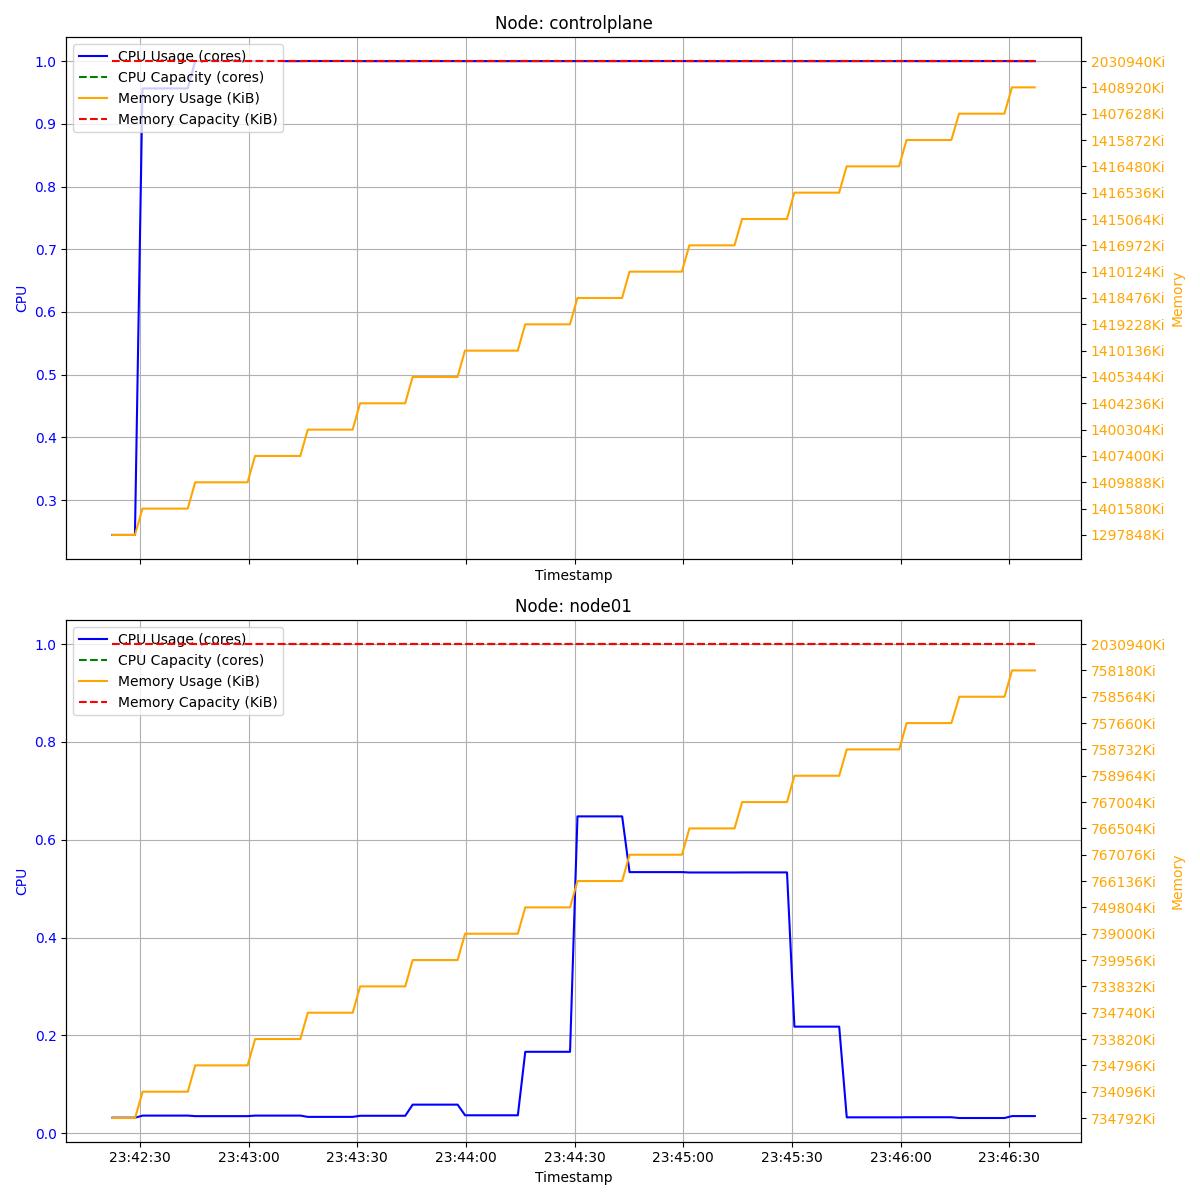 Node: controlplane
CPU Usage (cores)
CPU Capacity (cores)
Memory Usage (KiB)
Memory Capacity (KiB)
1.0
0.9
0.8
0.7
0.6
0.5
0.4
0.3
CPU
2030940Ki
1408920Ki
1407628Ki
1415872Ki
1416480Ki
1416536Ki
1415064Ki
1416972Ki
1410124Ki
1418476Ki
1419228Ki
1410136Ki
1405344Ki
1404236Ki
1400304Ki
1407400Ki
1409888Ki
1401580Ki
1297848Ki
Memory
Timestamp
Node: node01
CPU Usage (cores)
CPU Capacity (cores)
Memory Usage (KiB)
Memory Capacity (KiB)
1.0
0.8
0.6
0.4
0.2
0.0
CPU
2030940Ki
758180Ki
758564Ki
757660Ki
758732Ki
758964Ki
767004Ki
766504Ki
767076Ki
766136Ki
749804Ki
739000Ki
739956Ki
733832Ki
734740Ki
733820Ki
734796Ki
734096Ki
734792Ki
Memory
23:42:30 23:43:00 23:43:30 23:44:00 23:44:30 23:45:00 23:45:30 23:46:00 23:46:30
Timestamp